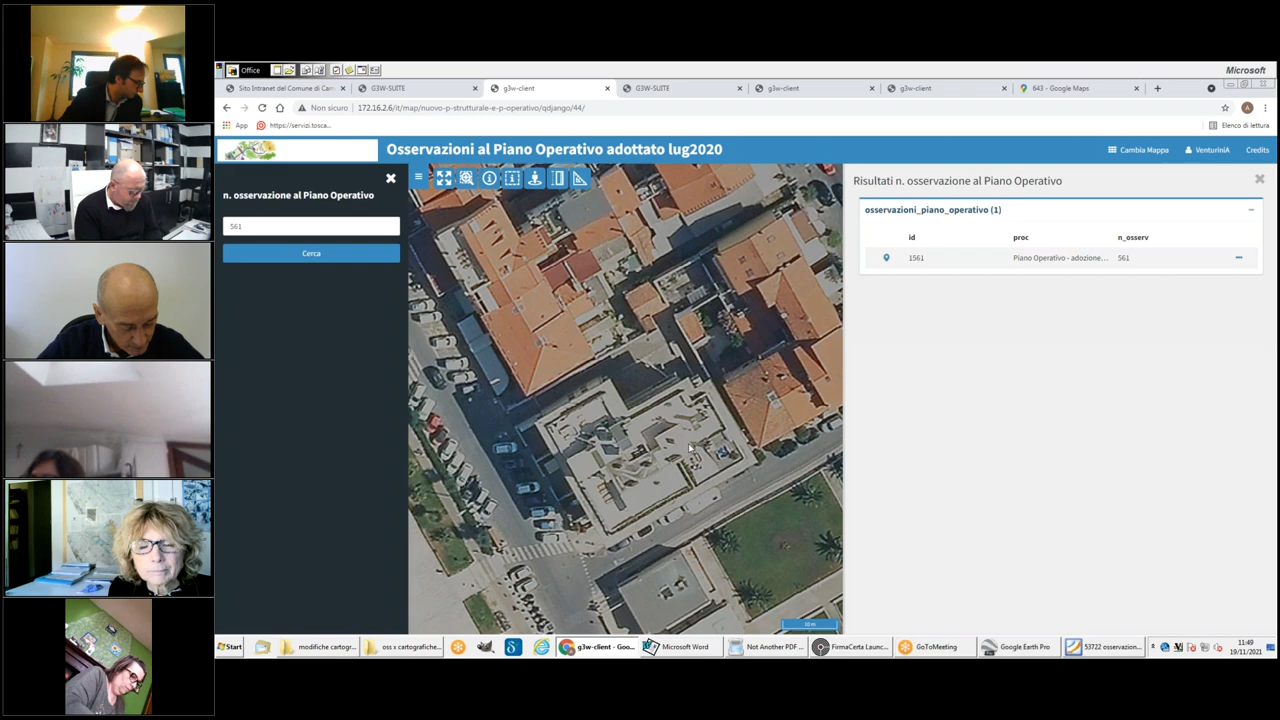 Office
Microsoft
Sito Intranet del Comune di Can
G3W-SUITE
g3w-client
G3W-SUITE
g3w-client
g3w-client
643 - Google Maps
Non sicuro
172.16.2.6/it/map/nuovo-p-strutturale-e-p-operativo/qdjango/44/
A
App
https://servizi.tosca...
Elenco di lettura
Osservazioni al Piano Operativo adottato lug2020
Cambia Mappa
VenturiniA
Credits
n. osservazione al Piano Operativo
561
Cerca
Risultati n. osservazione al Piano Operativo
osservazioni_piano_operativo (1)
id
proc
n_osserv
1561
Piano Operativo - adozione...
561
10 m
Start
modifiche cartogr...
oss x cartografiche...
g3w-client - Goo...
Microsoft Word
Not Another PDF ...
FirmaCerta Launc...
GoToMeeting
Google Earth Pro
53722 osservazion...
11:49
19/11/2021